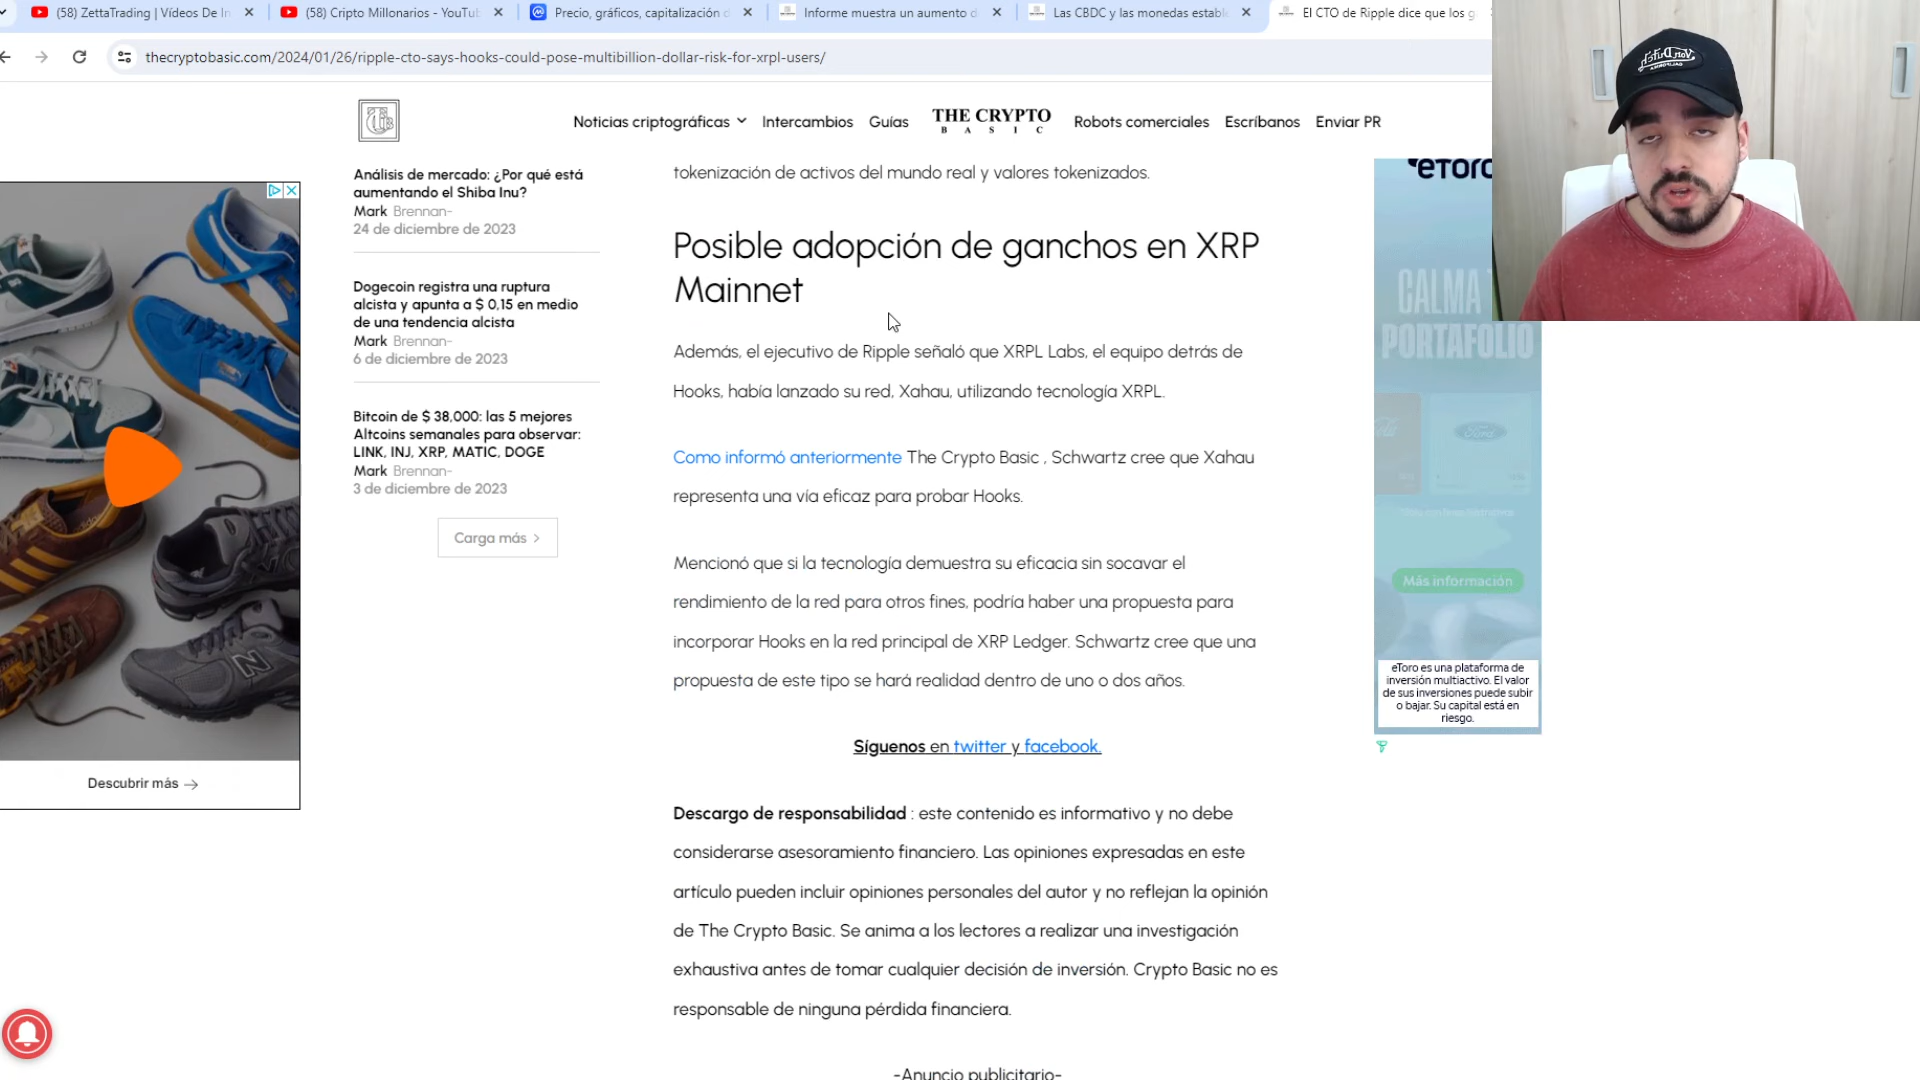 (58) ZettaTrading | Vídeos De In
(58) Cripto Millonarios - YouTu
Precio, gráficos, capitalización d
Informe muestra un aumento d
Las CBDC y las monedas estable
El CTO de Ripple dice que los g
thecryptobasic.com/2024/01/26/ripple-cto-says-hooks-could-pose-multibillion-dollar-risk-for-xrpl-users/
Noticias criptográficas
Intercambios
Guías
THE CRYPTO
BASIC
Robots comerciales
Escríbanos
Enviar PR
Análisis de mercado: ¿Por qué está
aumentando el Shiba Inu?
Mark Brennan-
24 de diciembre de 2023
Dogecoin registra una ruptura
alcista y apunta a $ 0,15 en medio
de una tendencia alcista
Mark Brennan-
6 de diciembre de 2023
Bitcoin de $ 38,000: las 5 mejores
Altcoins semanales para observar:
LINK, INJ, XRP, MATIC, DOGE
Mark Brennan-
3 de diciembre de 2023
Carga más >
Descubrir más →
tokenización de activos del mundo real y valores tokenizados.
Posible adopción de ganchos en XRP
Mainnet
Además, el ejecutivo de Ripple señaló que XRPL Labs, el equipo detrás de
Hooks, había lanzado su red, Xahau, utilizando tecnología XRPL.
Como informó anteriormente The Crypto Basic , Schwartz cree que Xahau
representa una vía eficaz para probar Hooks.
Mencionó que si la tecnología demuestra su eficacia sin socavar el
rendimiento de la red para otros fines, podría haber una propuesta para
incorporar Hooks en la red principal de XRP Ledger. Schwartz cree que una
propuesta de este tipo se hará realidad dentro de uno o dos años.
Síguenos en twitter y facebook.
Descargo de responsabilidad : este contenido es informativo y no debe
considerarse asesoramiento financiero. Las opiniones expresadas en este
artículo pueden incluir opiniones personales del autor y no reflejan la opinión
de The Crypto Basic. Se anima a los lectores a realizar una investigación
exhaustiva antes de tomar cualquier decisión de inversión. Crypto Basic no es
responsable de ninguna pérdida financiera.
-Anuncio publicitario-
eToro
CALMA
PORTAFOLIO
Ford
Más información
eToro es una plataforma de
inversión multiactivo. El valor
de sus inversiones puede subir
o bajar. Su capital está en
riesgo.